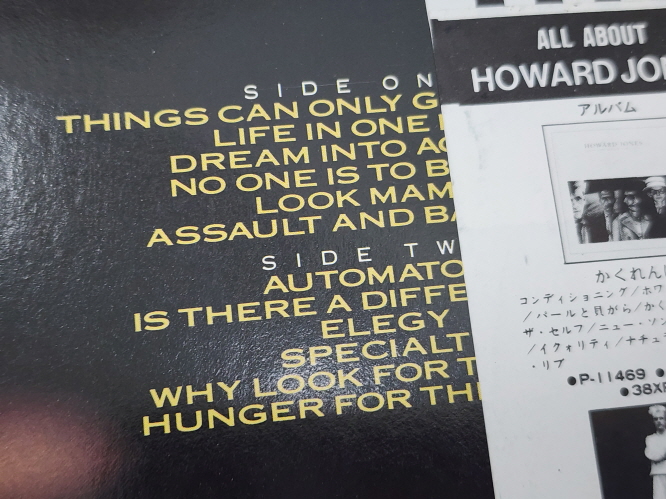 SIDE ON
THINGS CAN ONLY G
LIFE IN ONE
DREAM INTO AC
NO ONE IS TO B
LOOK MAM
ASSAULT AND BA
SIDE TW
AUTOMATO
IS THERE A DIFFE
ELEGY
SPECIALT
WHY LOOK FOR T
HUNGER FOR TH
ALL ABOUT
HOWARD JO
アルバム
HOWARD JONES
かくれん
コンディショニング/ホワ
/パールと貝がら/かく
ザ・セルフ/ニュー・ソン
/イクォリティ/ナチュ
・リブ
●P-11469 ●
●38X